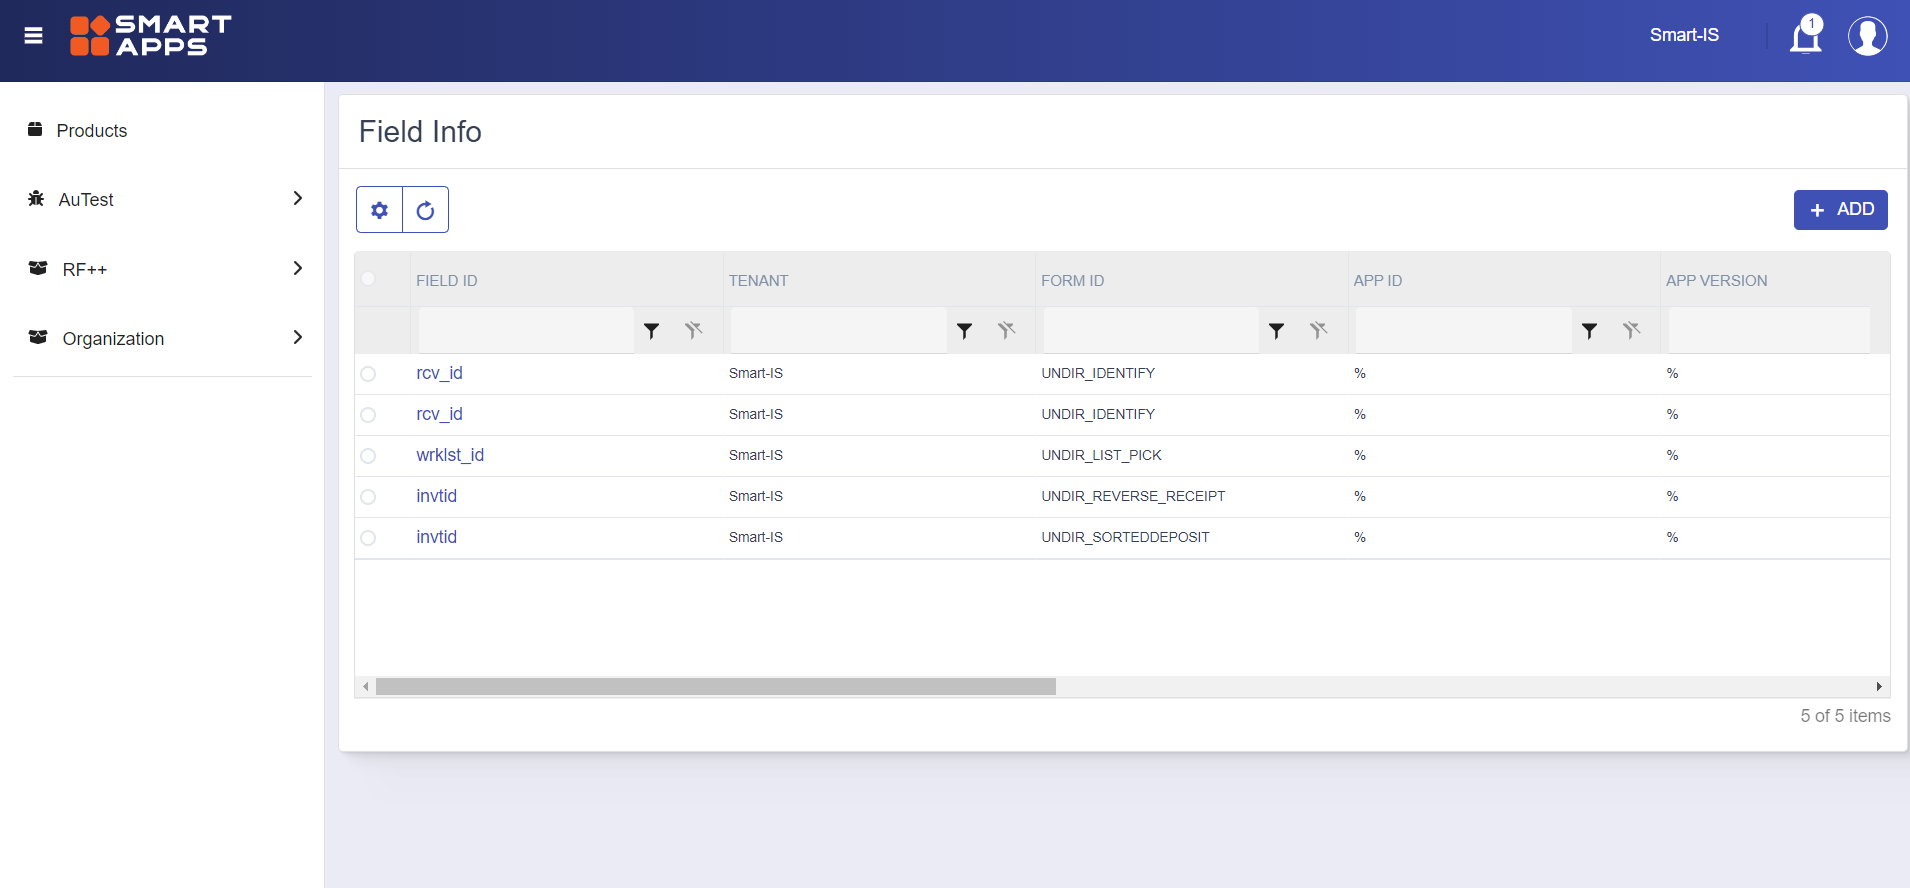 SMART
APPS
Smart-IS
1
Products
AuTest
RF++
Organization
Field Info
+ ADD
FIELD ID TENANT FORM ID APP ID APP VERSION
rcv_id Smart-IS UNDIR_IDENTIFY % %
rcv_id Smart-IS UNDIR_IDENTIFY % %
wrklst_id Smart-IS UNDIR_LIST_PICK % %
invtid Smart-IS UNDIR_REVERSE_RECEIPT % %
invtid Smart-IS UNDIR_SORTEDDEPOSIT % %
5 of 5 items